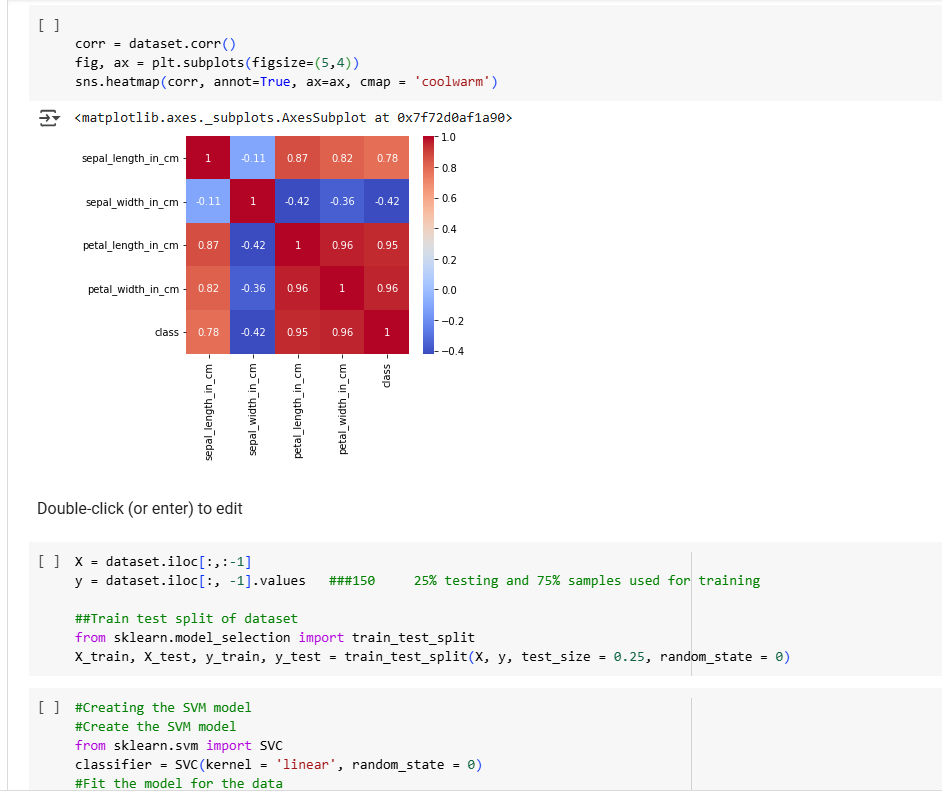 [ ]
corr = dataset.corr()
fig, ax = plt.subplots(figsize=(5,4))
sns.heatmap(corr, annot=True, ax=ax, cmap = 'coolwarm')
<matplotlib.axes._subplots.AxesSubplot at 0x7f72d0af1a90>
sepal_length_in_cm 1 -0.11 0.87 0.82 0.78
sepal_width_in_cm -0.11 1 -0.42 -0.36 -0.42
petal_length_in_cm 0.87 -0.42 1 0.96 0.95
petal_width_in_cm 0.82 -0.36 0.96 1 0.96
class 0.78 -0.42 0.95 0.96 1
sepal_length_in_cm
sepal_width_in_cm
petal_length_in_cm
petal_width_in_cm
class
1.0
0.8
0.6
0.4
0.2
0.0
−0.2
−0.4
Double-click (or enter) to edit
[ ] X = dataset.iloc[:,:-1]
y = dataset.iloc[:, -1].values   ###150     25% testing and 75% samples used for training
##Train test split of dataset
from sklearn.model_selection import train_test_split
X_train, X_test, y_train, y_test = train_test_split(X, y, test_size = 0.25, random_state = 0)
[ ] #Creating the SVM model
#Create the SVM model
from sklearn.svm import SVC
classifier = SVC(kernel = 'linear', random_state = 0)
#Fit the model for the data